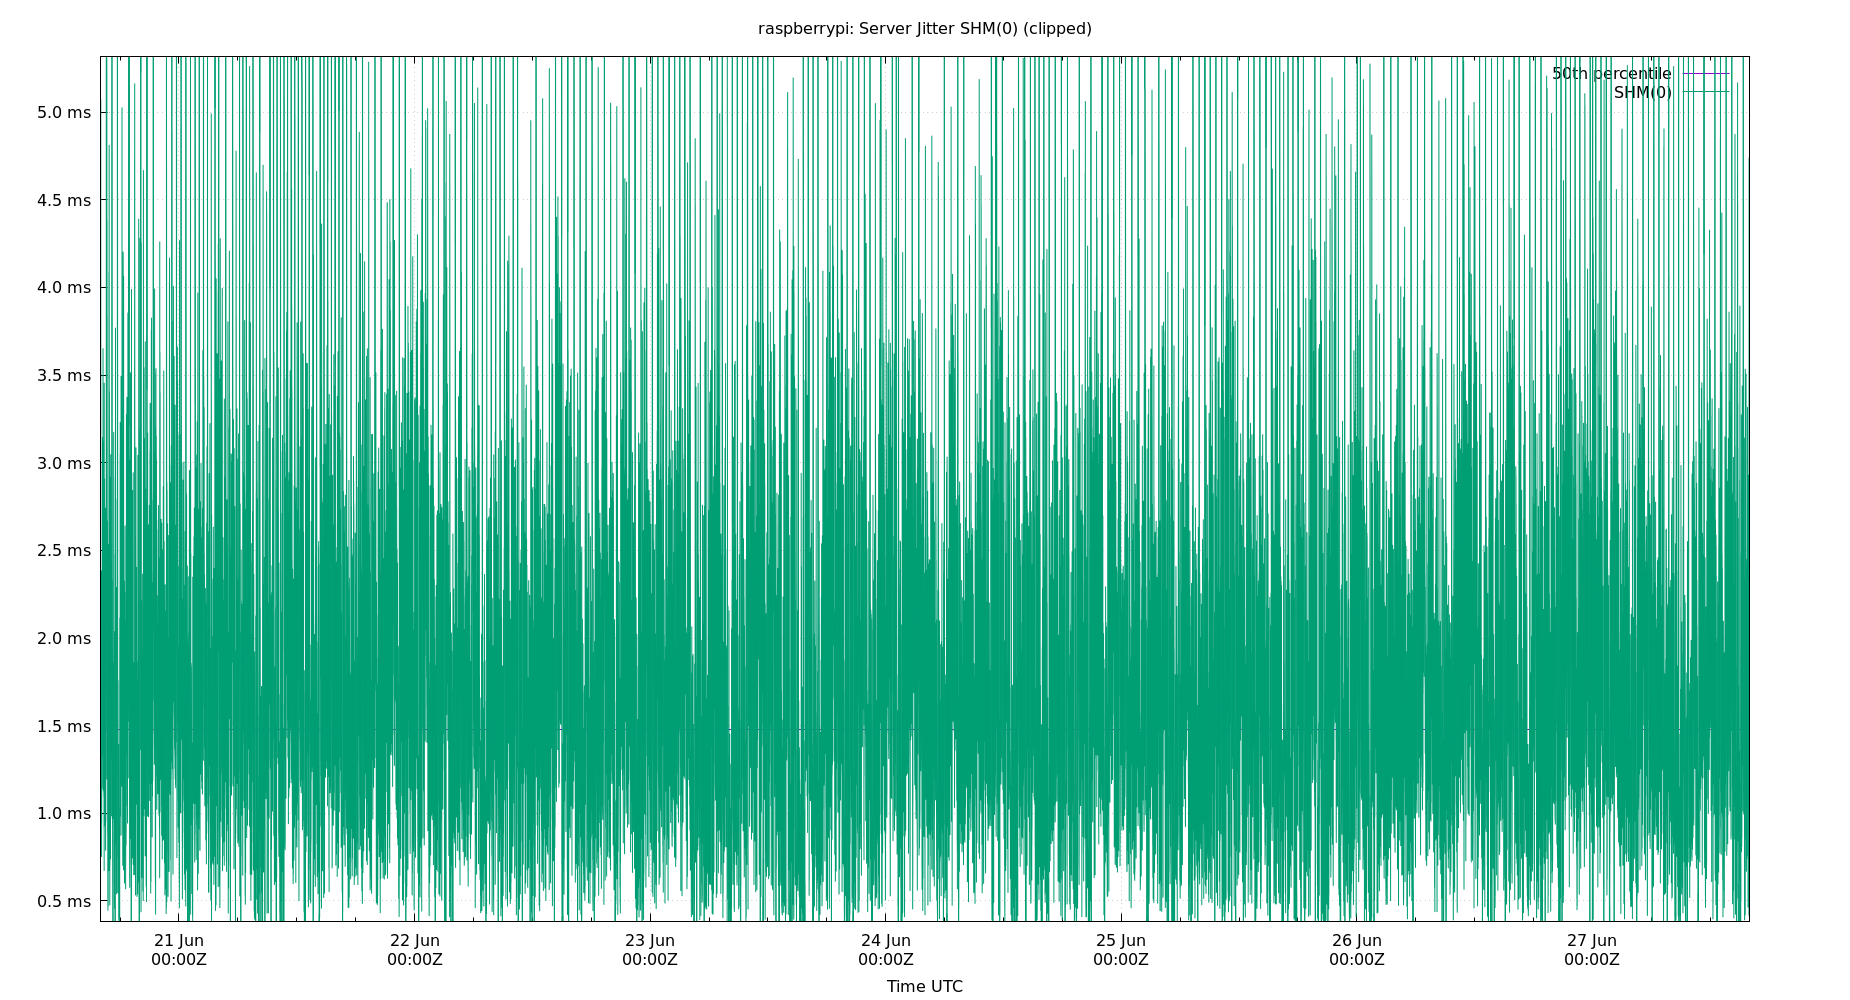 raspberrypi: Server Jitter SHM(0) (clipped)
50th percentile
SHM(0)
5.0 ms
4.5 ms
4.0 ms
3.5 ms
3.0 ms
2.5 ms
2.0 ms
1.5 ms
1.0 ms
0.5 ms
21 Jun 22 Jun 23 Jun 24 Jun 25 Jun 26 Jun 27 Jun
00:00Z 00:00Z 00:00Z 00:00Z 00:00Z 00:00Z 00:00Z
Time UTC